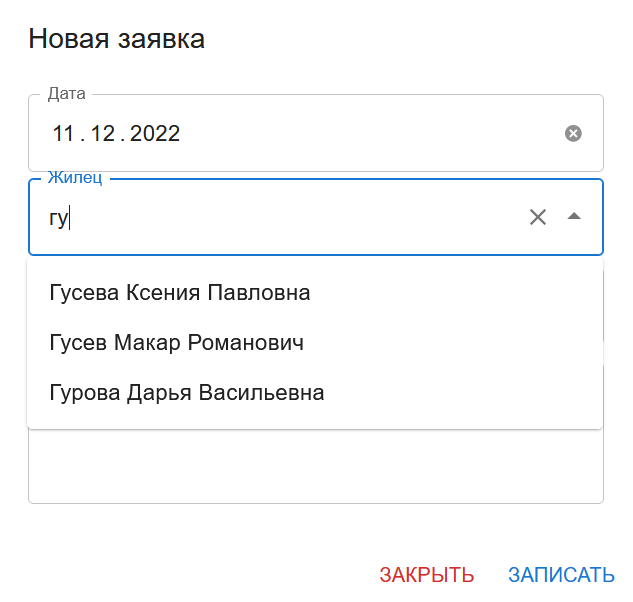 Новая заявка
Дата
11.12.2022
Жилец
гу
Гусева Ксения Павловна
Гусев Макар Романович
Гурова Дарья Васильевна
ЗАКРЫТЬ ЗАПИСАТЬ